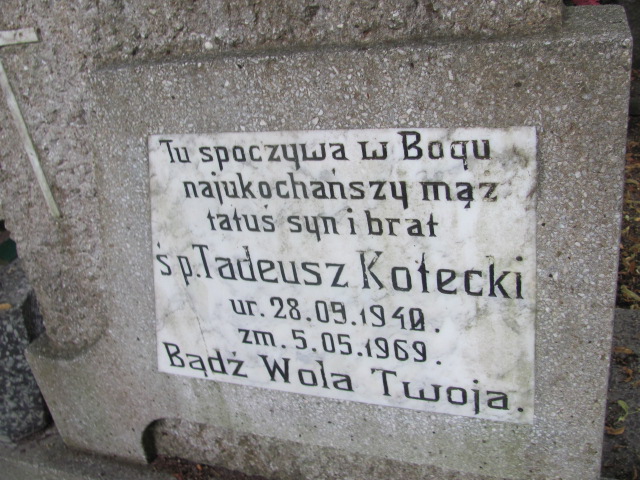 Tu spoczywa w Bogu
najukochańszy mąż
tatuś syn i brat
ś p. Tadeusz Kotecki
ur. 28.09.1940.
zm. 5.05.1969.
Bądź Wola Twoja.